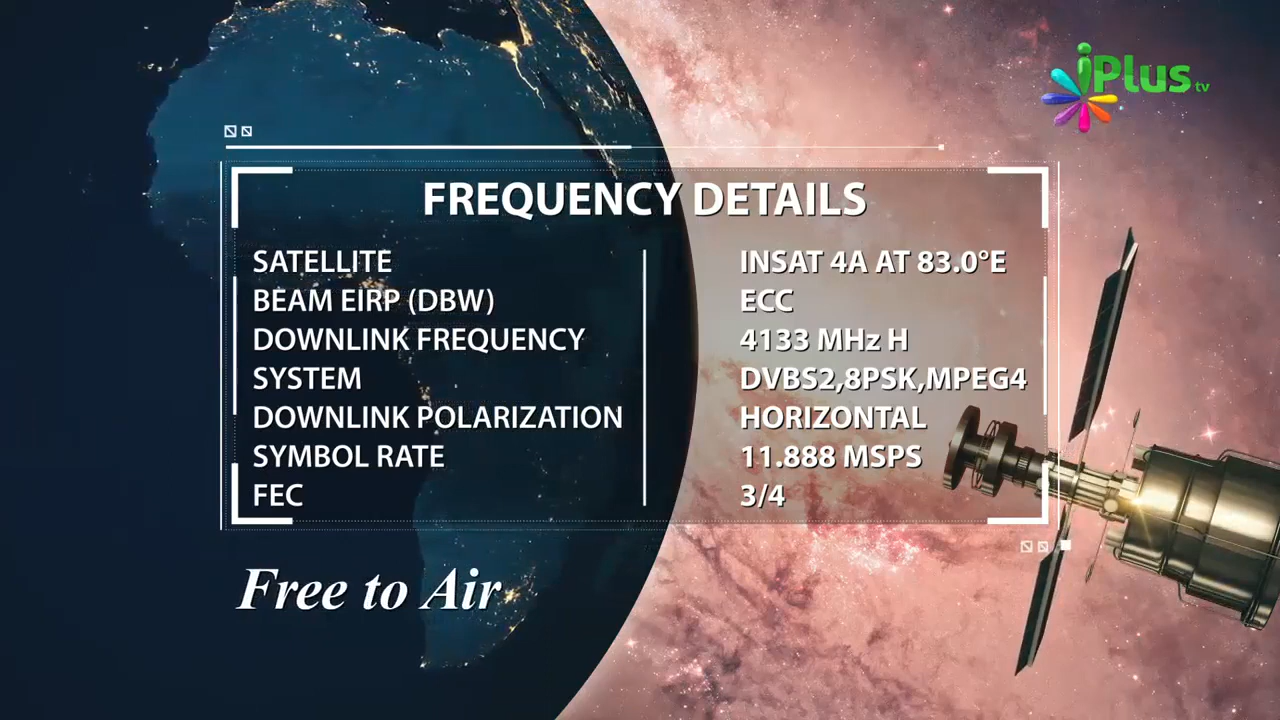 iPlus tv
FREQUENCY DETAILS
SATELLITE INSAT 4A AT 83.0°E
BEAM EIRP (DBW) ECC
DOWNLINK FREQUENCY 4133 MHz H
SYSTEM DVBS2,8PSK,MPEG4
DOWNLINK POLARIZATION HORIZONTAL
SYMBOL RATE 11.888 MSPS
FEC 3/4
Free to Air